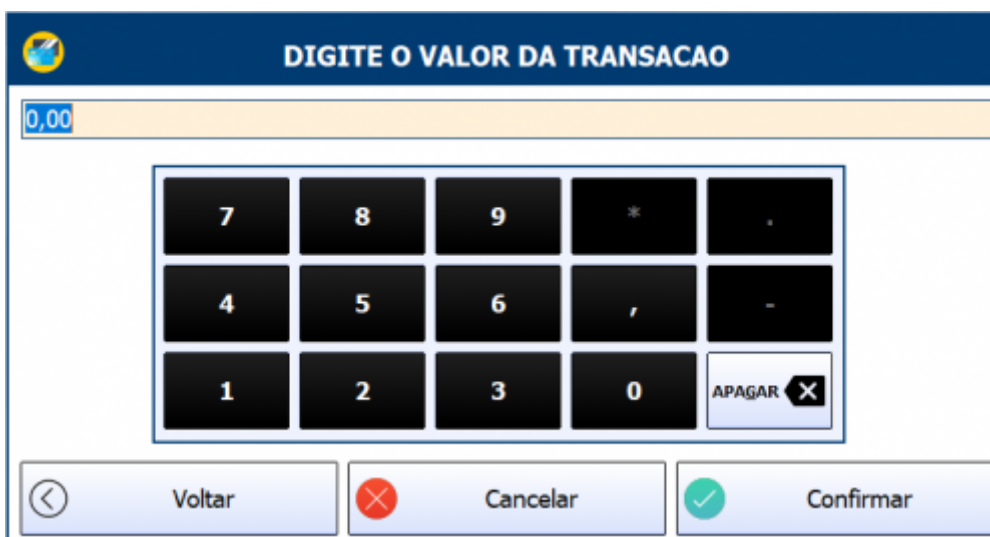 DIGITE O VALOR DA TRANSACAO
0,00
7 8 9 * .
4 5 6 , -
1 2 3 0 APAGAR
Voltar Cancelar Confirmar